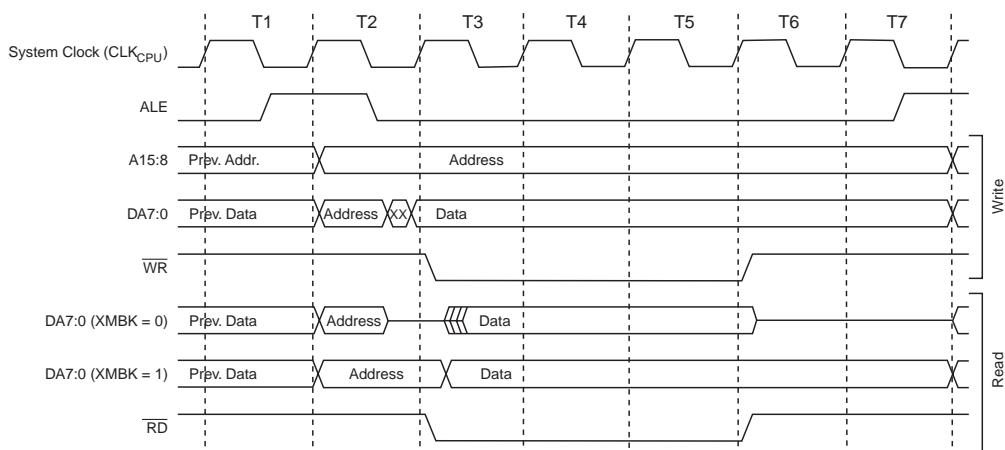 T1 T2 T3 T4 T5 T6 T7
System Clock (CLKCPU)
ALE
A15:8 Prev. Addr. Address
DA7:0 Prev. Data Address XX Data
WR
Write
DA7:0 (XMBK = 0) Prev. Data Address Data
DA7:0 (XMBK = 1) Prev. Data Address Data
RD
Read